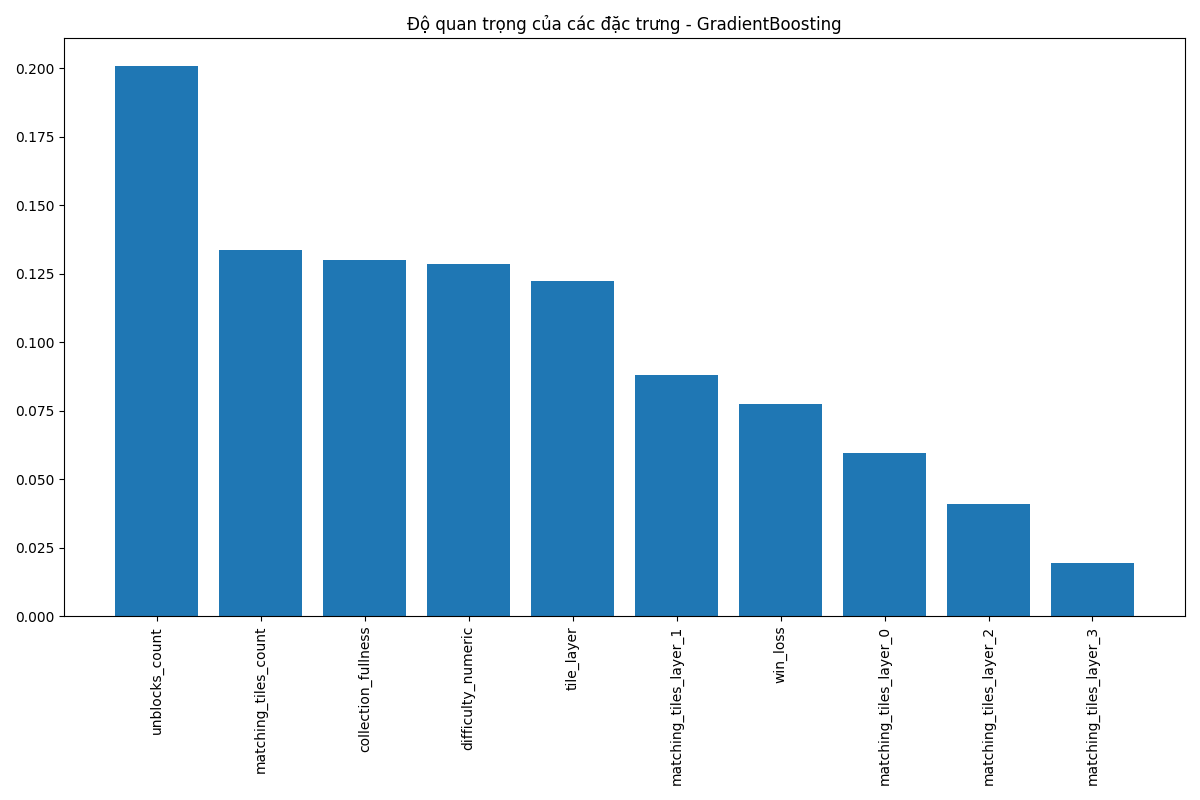 Độ quan trọng của các đặc trưng - GradientBoosting
0.200
0.175
0.150
0.125
0.100
0.075
0.050
0.025
0.000
unblocks_count
matching_tiles_count
collection_fullness
difficulty_numeric
tile_layer
matching_tiles_layer_1
win_loss
matching_tiles_layer_0
matching_tiles_layer_2
matching_tiles_layer_3